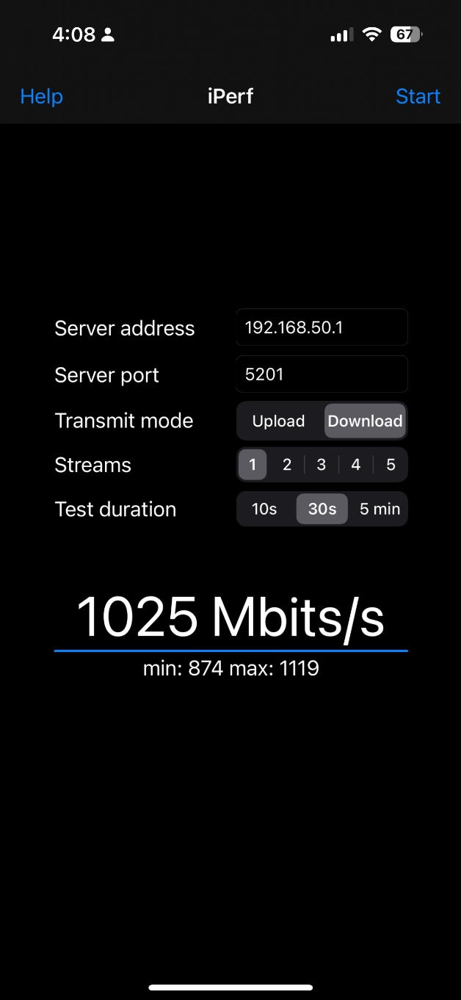 4:08 67
Help iPerf Start
Server address 192.168.50.1
Server port 5201
Transmit mode Upload Download
Streams 1 2 3 4 5
Test duration 10s 30s 5 min
1025 Mbits/s
min: 874 max: 1119